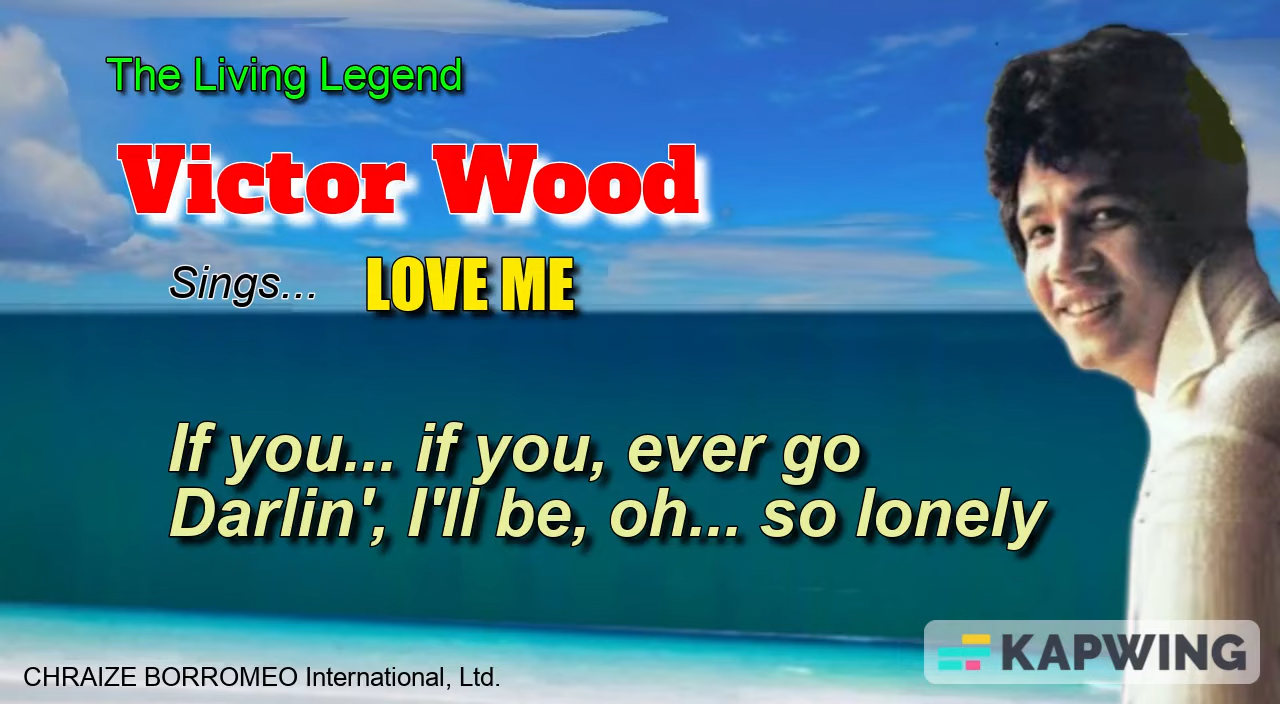 The Living Legend
Victor Wood
Sings... LOVE ME
If you... if you, ever go
Darlin', I'll be, oh... so lonely
KAPWING
CHRAIZE BORROMEO International, Ltd.